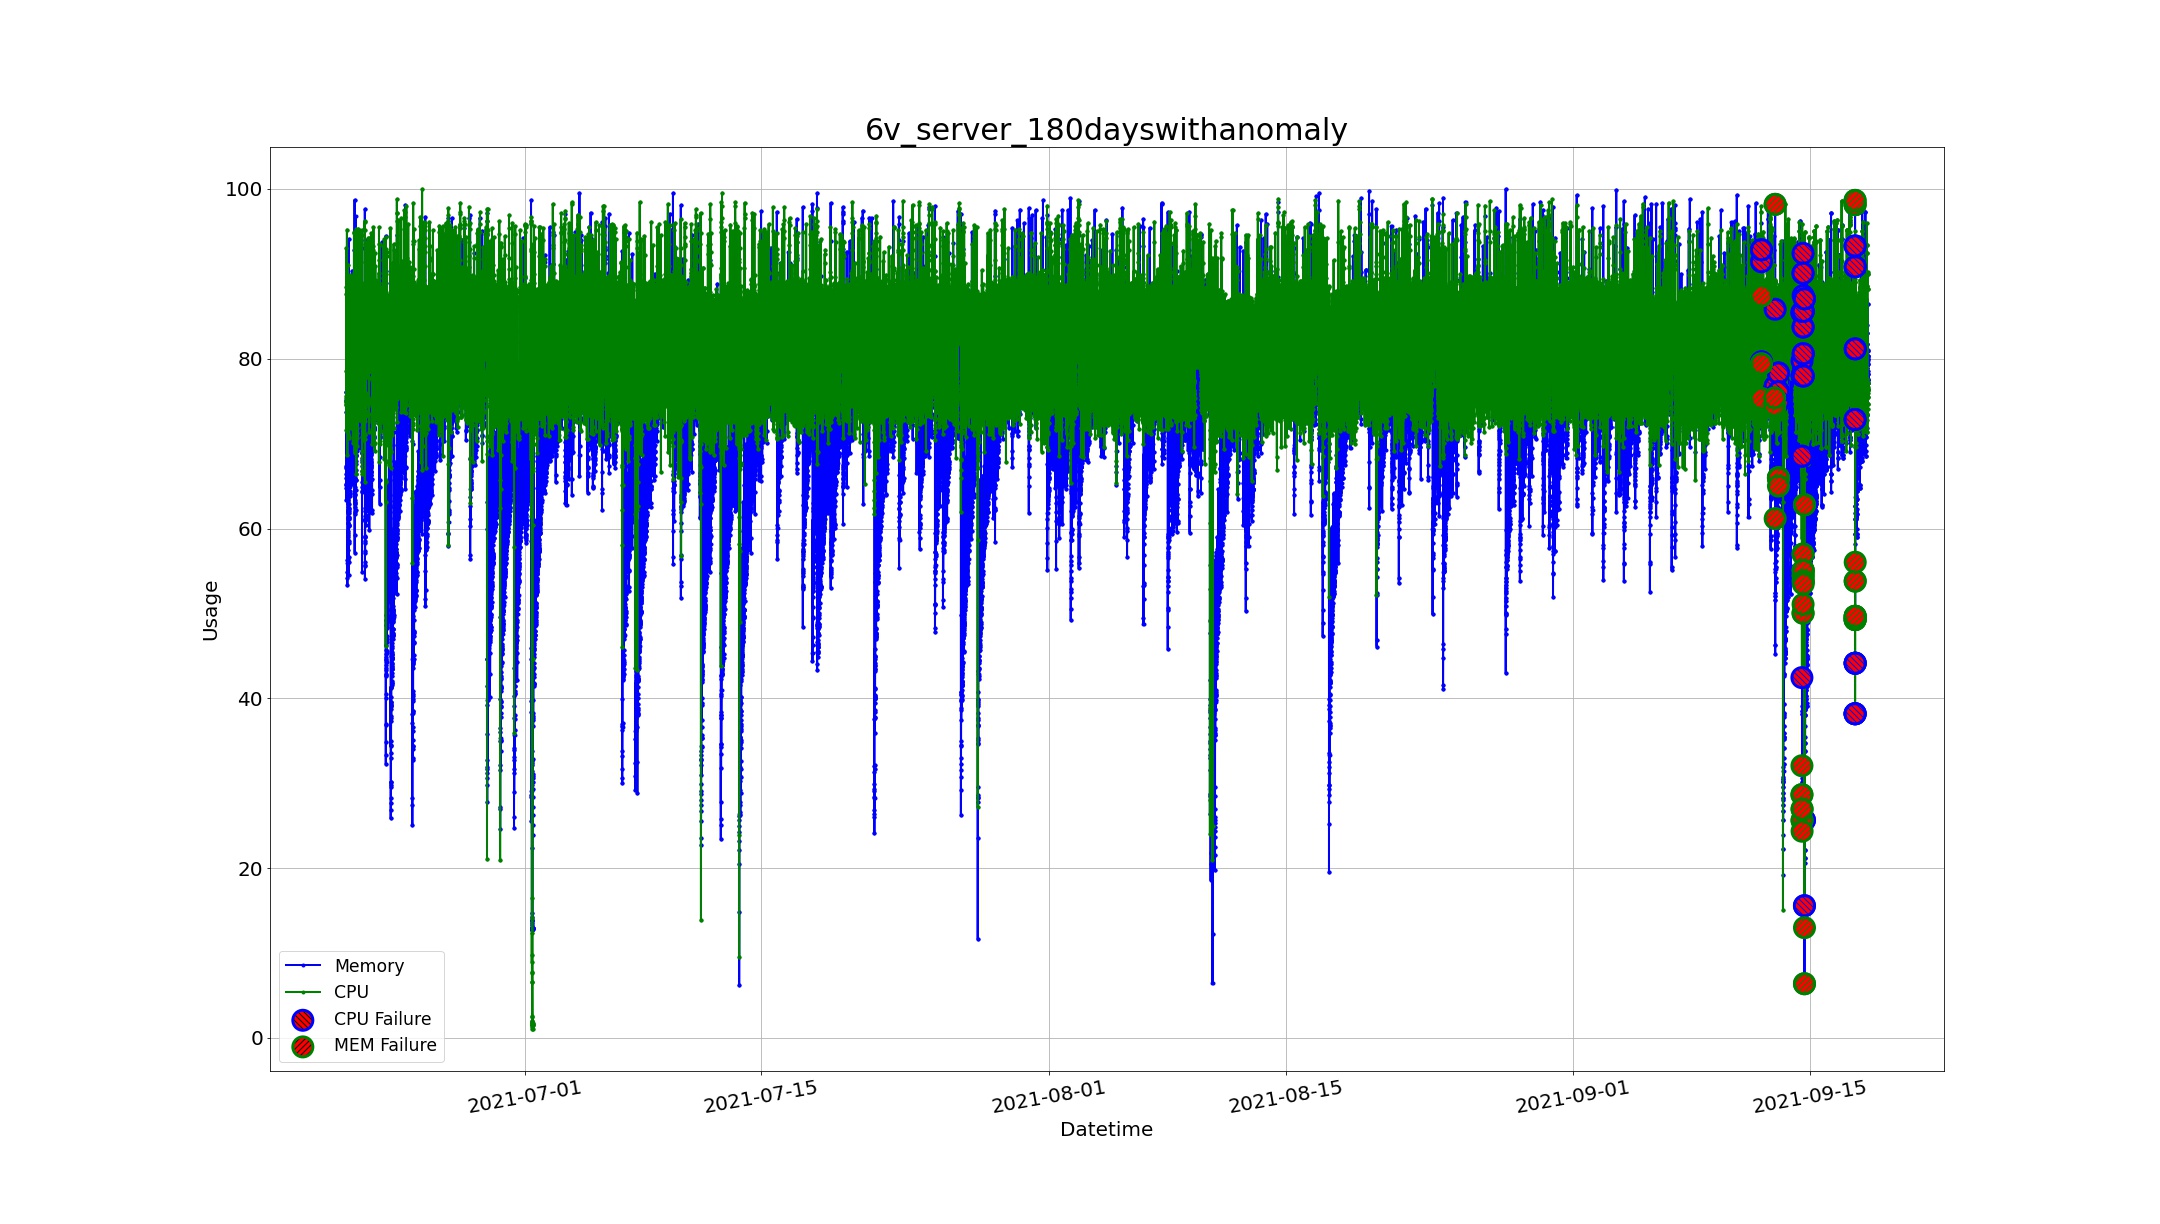 6v_server_180dayswithanomaly
100
80
60
40
20
0
Usage
Memory
CPU
CPU Failure
MEM Failure
2021-07-01
2021-07-15
2021-08-01
2021-08-15
2021-09-01
2021-09-15
Datetime